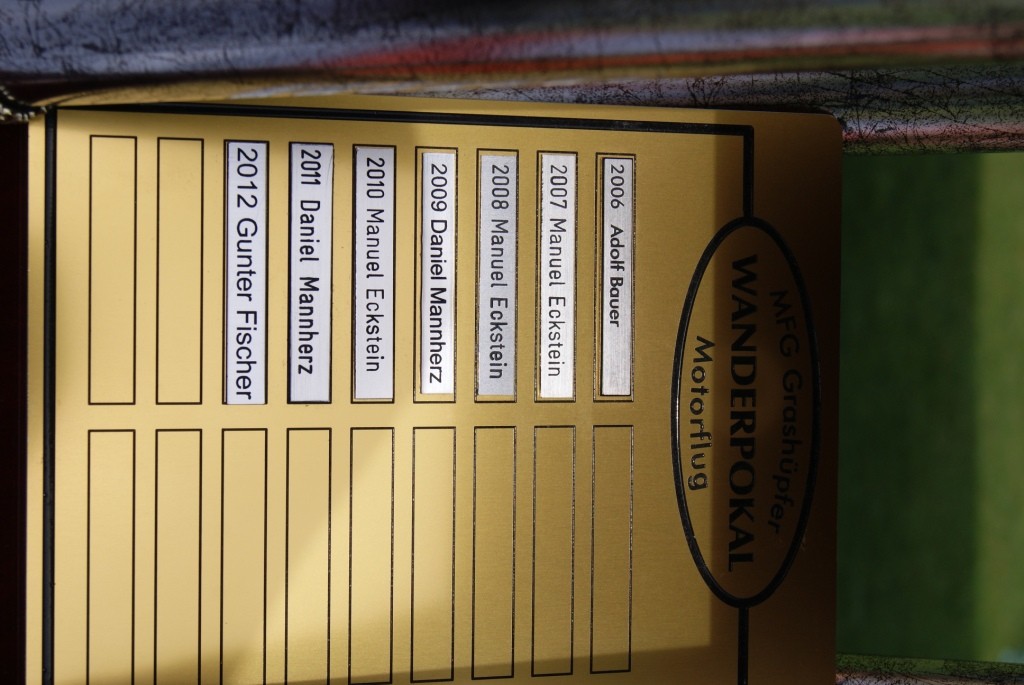 MFG Grashüpfer
WANDERPOKAL
Motorflug
2006 Adolf Bauer
2007 Manuel Eckstein
2008 Manuel Eckstein
2009 Daniel Mannherz
2010 Manuel Eckstein
2011 Daniel Mannherz
2012 Gunter Fischer